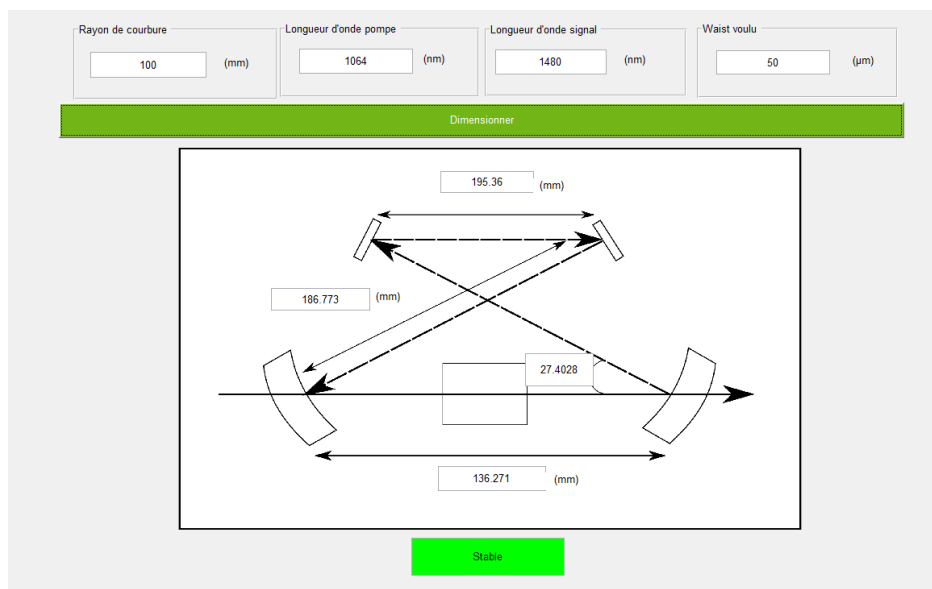 Rayon de courbure
100 (mm)
Longueur d'onde pompe
1064 (nm)
Longueur d'onde signal
1480 (nm)
Waist voulu
50 (µm)
Dimensionner
195.36 (mm)
186.773 (mm)
27.4028
136.271 (mm)
Stable